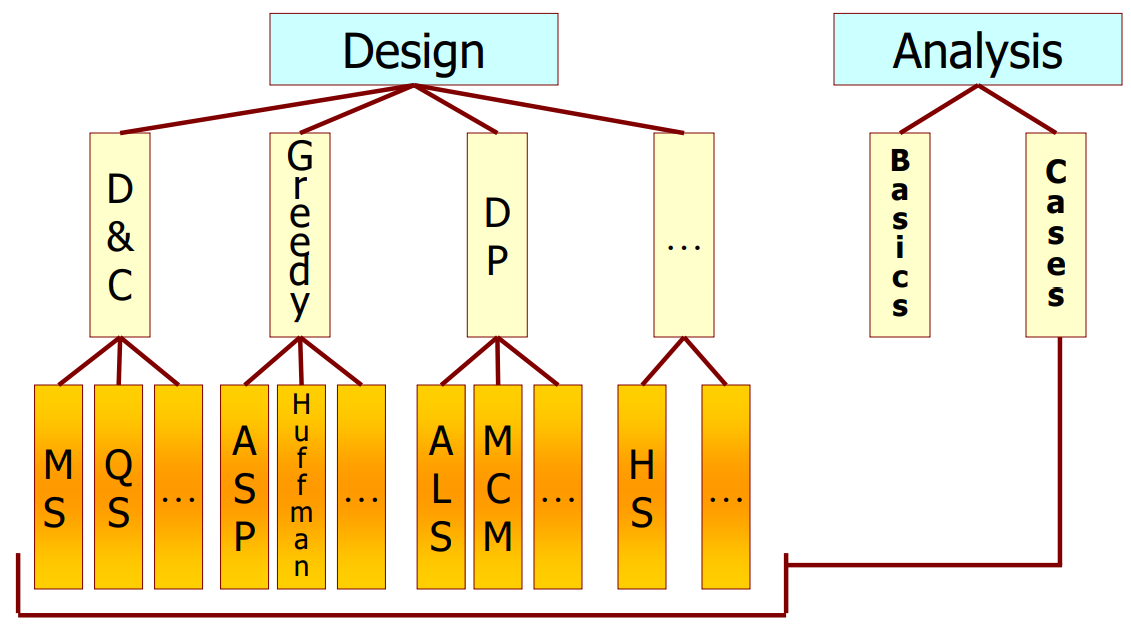 Design
Analysis
D&C
Greedy
DP
...
Basics
Cases
MS
QS
...
ASP
Huffman
...
ALS
MCM
...
HS
...